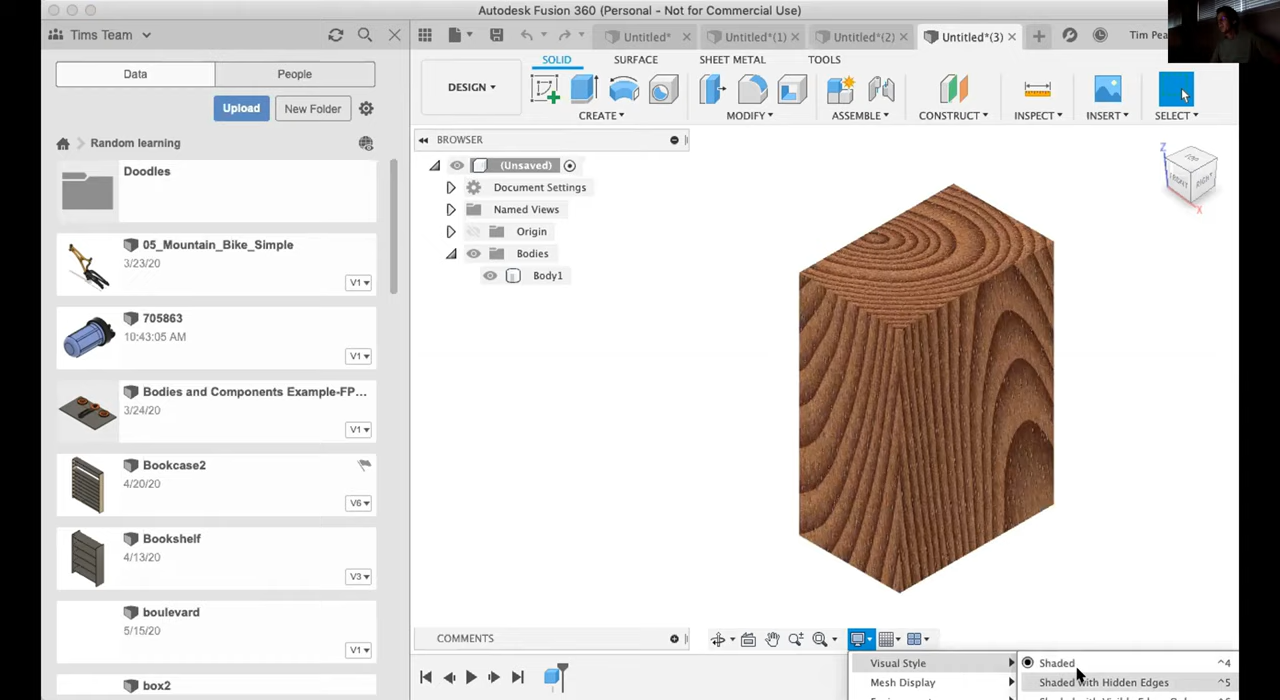 Autodesk Fusion 360 (Personal - Not for Commercial Use)
Tims Team
Untitled*
Untitled*(1)
Untitled*(2)
Untitled*(3)
Data
People
Upload
New Folder
Random learning
Doodles
05_Mountain_Bike_Simple
3/23/20
V1
705863
10:43:05 AM
V1
Bodies and Components Example-FP...
3/24/20
V1
Bookcase2
4/20/20
V6
Bookshelf
4/13/20
V3
boulevard
5/15/20
V1
box2
DESIGN
SOLID
SURFACE
SHEET METAL
TOOLS
CREATE
MODIFY
ASSEMBLE
CONSTRUCT
INSPECT
INSERT
SELECT
BROWSER
(Unsaved)
Document Settings
Named Views
Origin
Bodies
Body1
Z
TOP
FRONT
RIGHT
X
COMMENTS
Visual Style
Mesh Display
Shaded ^4
Shaded with Hidden Edges ^5